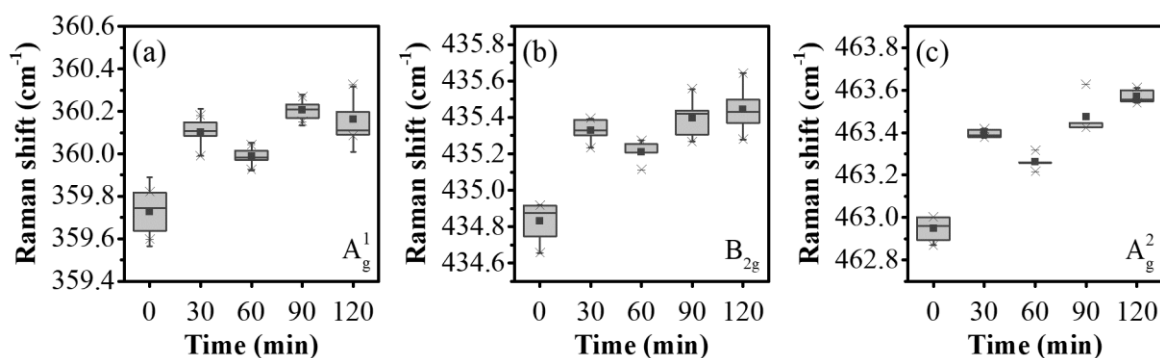 (a)
Raman shift (cm⁻¹)
360.6
360.4
360.2
360.0
359.8
359.6
359.4
A¹g
0 30 60 90 120
Time (min)
(b)
Raman shift (cm⁻¹)
435.8
435.6
435.4
435.2
435.0
434.8
434.6
B2g
0 30 60 90 120
Time (min)
(c)
Raman shift (cm⁻¹)
463.8
463.6
463.4
463.2
463.0
462.8
A²g
0 30 60 90 120
Time (min)